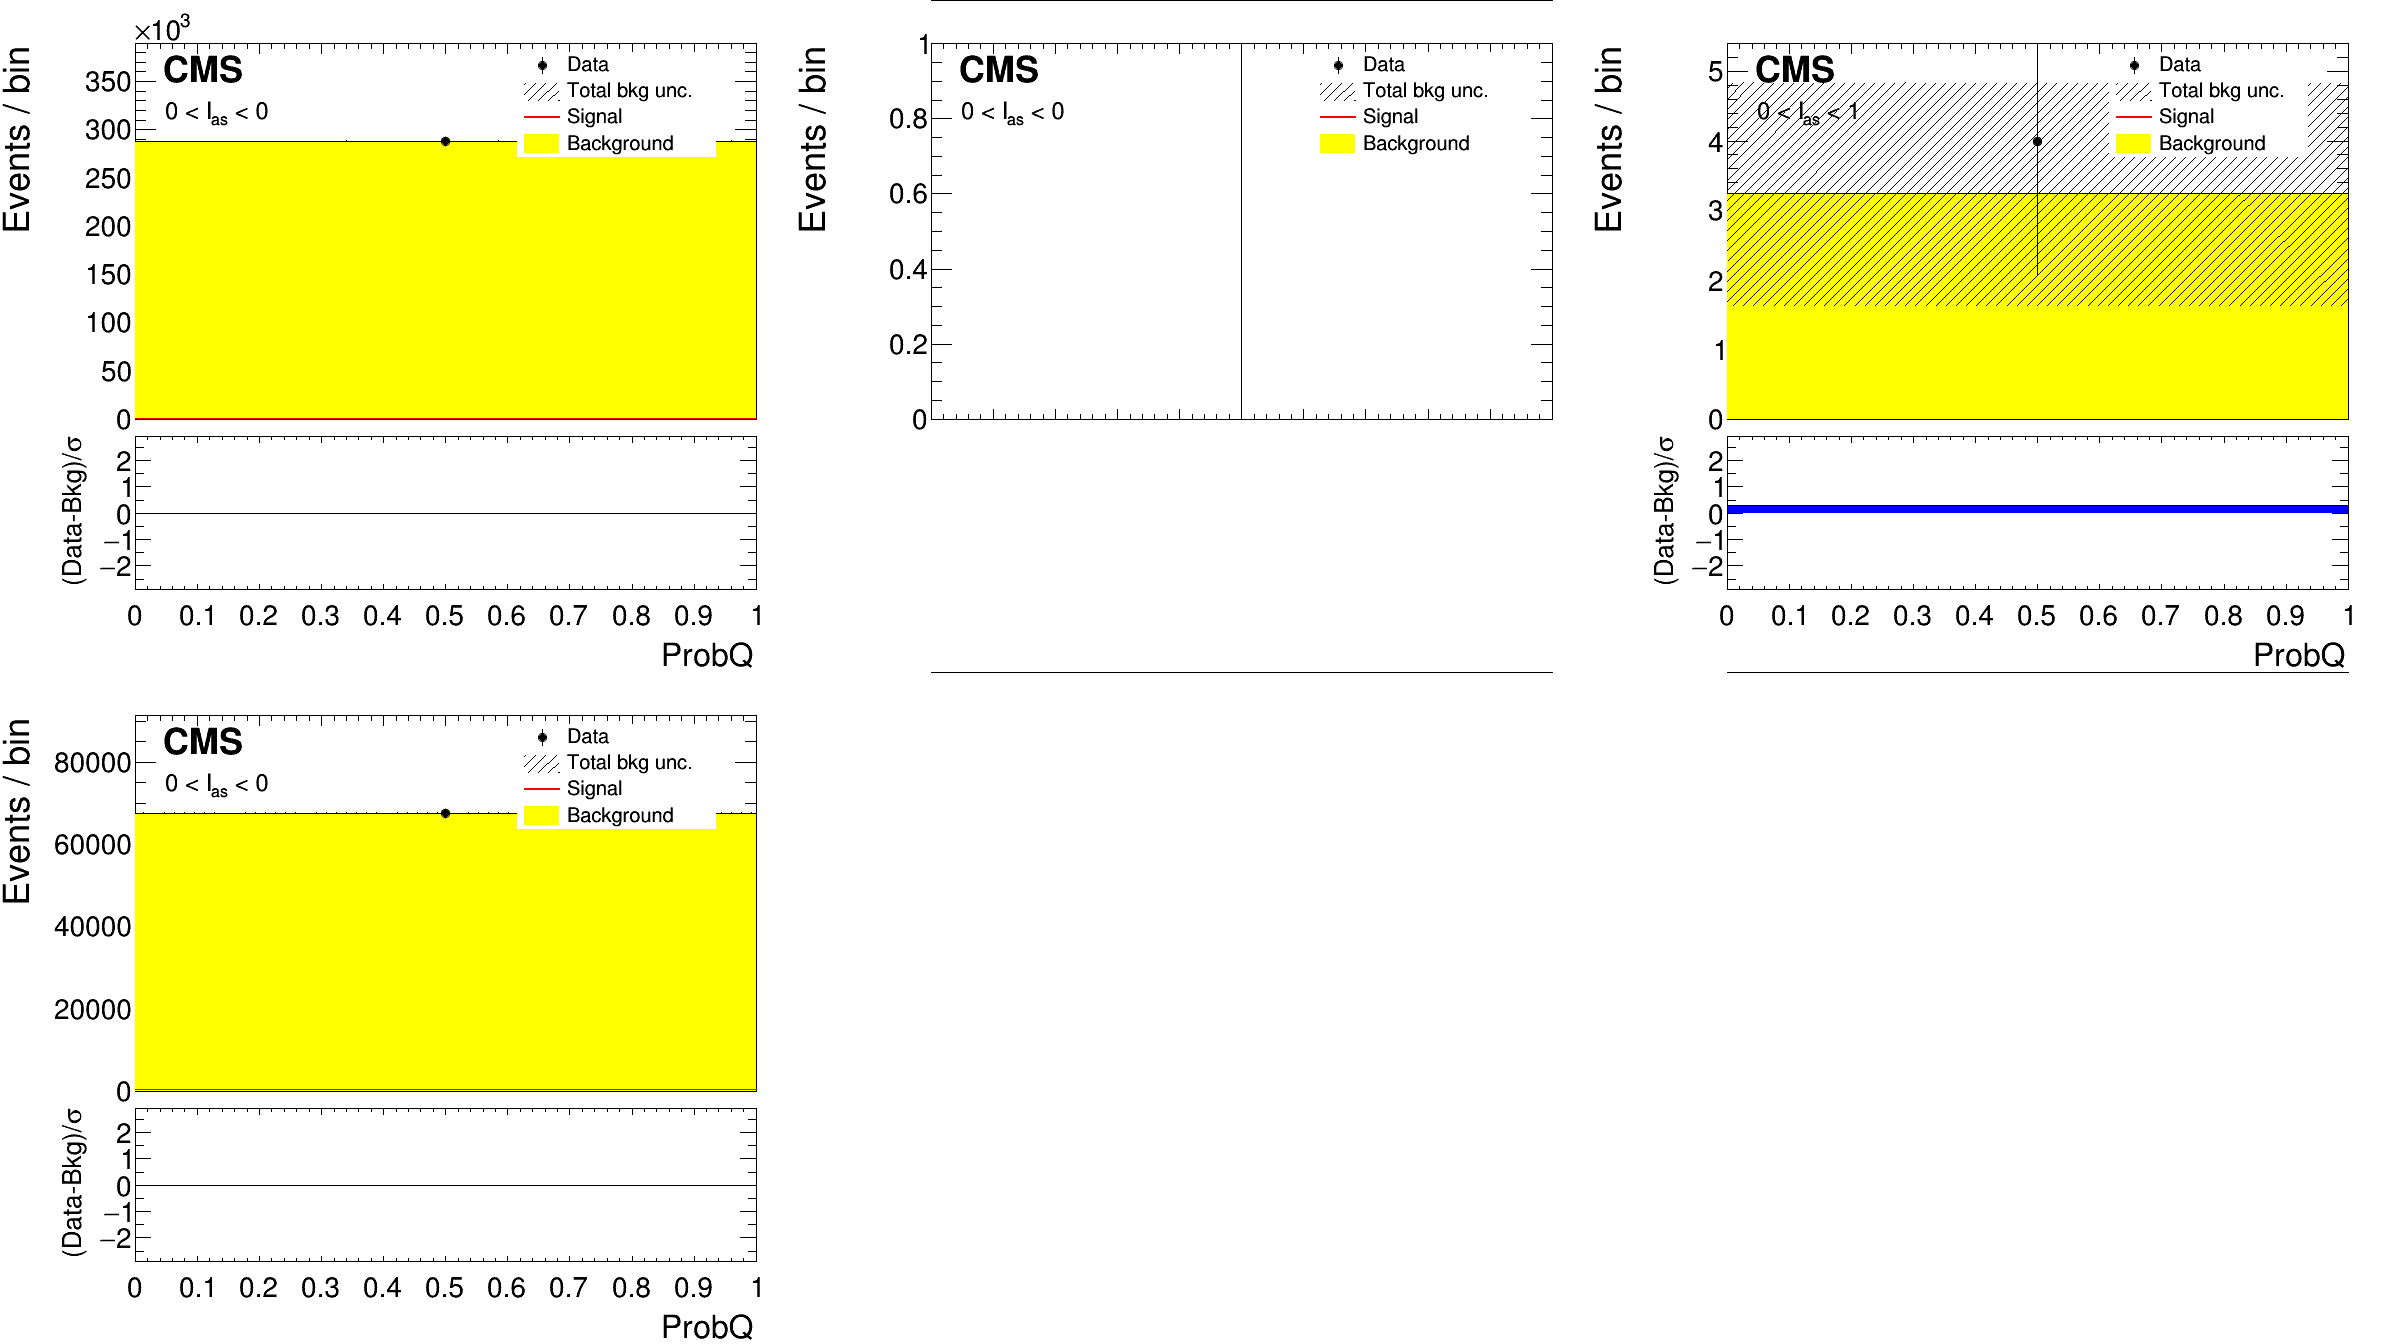 ×10³
CMS
0 < Ias < 0
Data
Total bkg unc.
Signal
Background
Events / bin
350
300
250
200
150
100
50
0
(Data-Bkg)/σ
2
1
0
−1
−2
0 0.1 0.2 0.3 0.4 0.5 0.6 0.7 0.8 0.9 1
ProbQ
CMS
0 < Ias < 0
Data
Total bkg unc.
Signal
Background
Events / bin
1
0.8
0.6
0.4
0.2
0
CMS
0 < Ias < 1
Data
Total bkg unc.
Signal
Background
Events / bin
5
4
3
2
1
0
(Data-Bkg)/σ
2
1
0
−1
−2
0 0.1 0.2 0.3 0.4 0.5 0.6 0.7 0.8 0.9 1
ProbQ
CMS
0 < Ias < 0
Data
Total bkg unc.
Signal
Background
Events / bin
80000
60000
40000
20000
0
(Data-Bkg)/σ
2
1
0
−1
−2
0 0.1 0.2 0.3 0.4 0.5 0.6 0.7 0.8 0.9 1
ProbQ